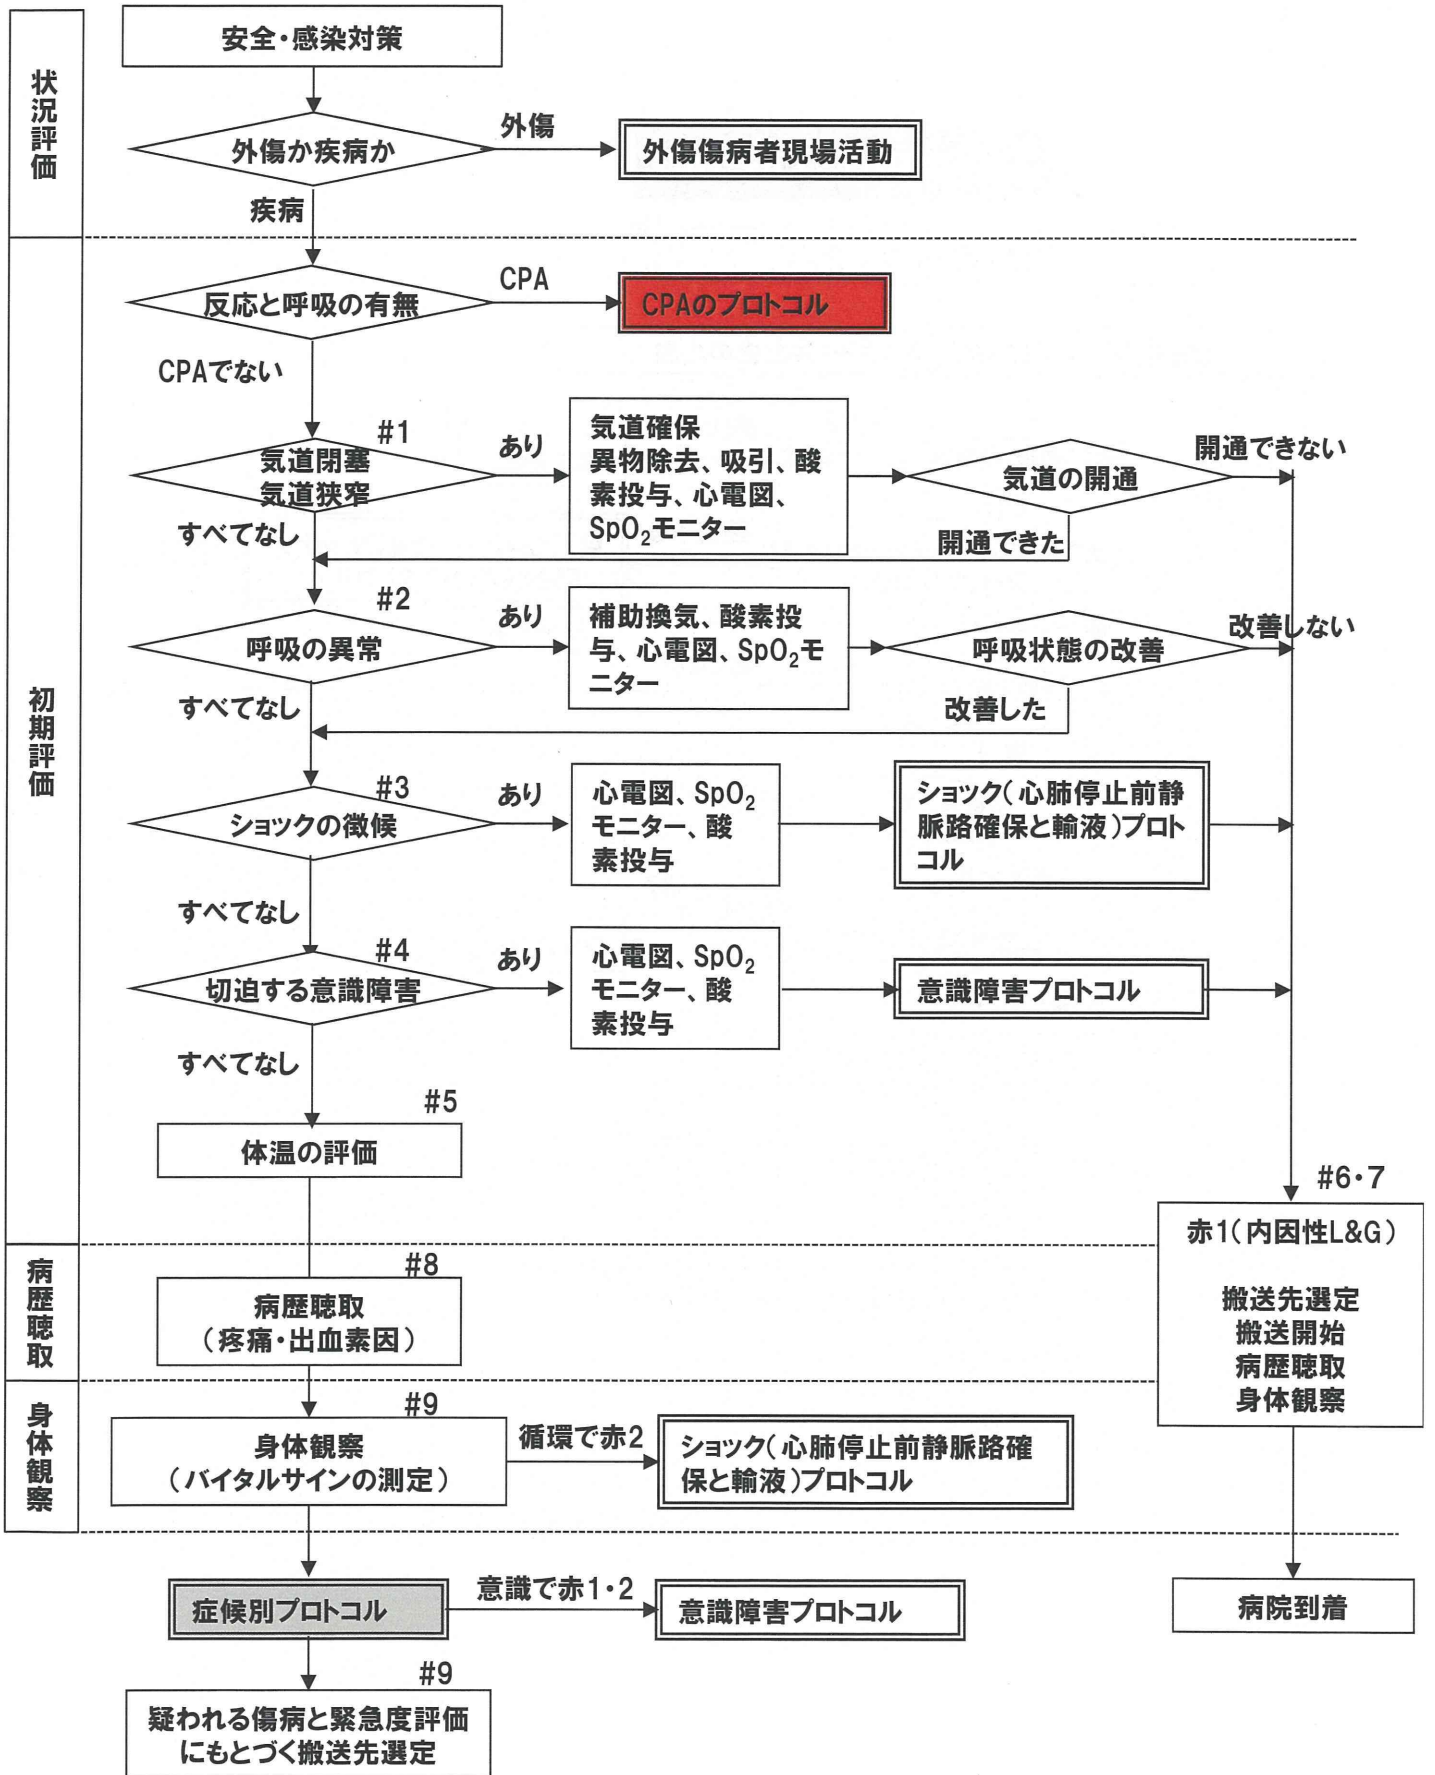 状況評価
安全・感染対策
外傷か疾病か
外傷
外傷傷病者現場活動
疾病
初期評価
反応と呼吸の有無
CPA
CPAのプロトコル
CPAでない
#1
気道閉塞
気道狭窄
あり
気道確保
異物除去、吸引、酸
素投与、心電図、
SpO₂モニター
気道の開通
開通できない
すべてなし
開通できた
#2
呼吸の異常
あり
補助換気、酸素投
与、心電図、SpO₂モ
ニター
呼吸状態の改善
改善しない
すべてなし
改善した
#3
ショックの徴候
あり
心電図、SpO₂
モニター、酸
素投与
ショック(心肺停止前静
脈路確保と輸液)プロト
コル
すべてなし
#4
切迫する意識障害
あり
心電図、SpO₂
モニター、酸
素投与
意識障害プロトコル
すべてなし
#5
体温の評価
#6・7
赤1(内因性L&G)
搬送先選定
搬送開始
病歴聴取
身体観察
病歴聴取
#8
病歴聴取
(疼痛・出血素因)
身体観察
#9
身体観察
(バイタルサインの測定)
循環で赤2
ショック(心肺停止前静脈路確
保と輸液)プロトコル
症候別プロトコル
意識で赤1・2
意識障害プロトコル
病院到着
#9
疑われる傷病と緊急度評価
にもとづく搬送先選定